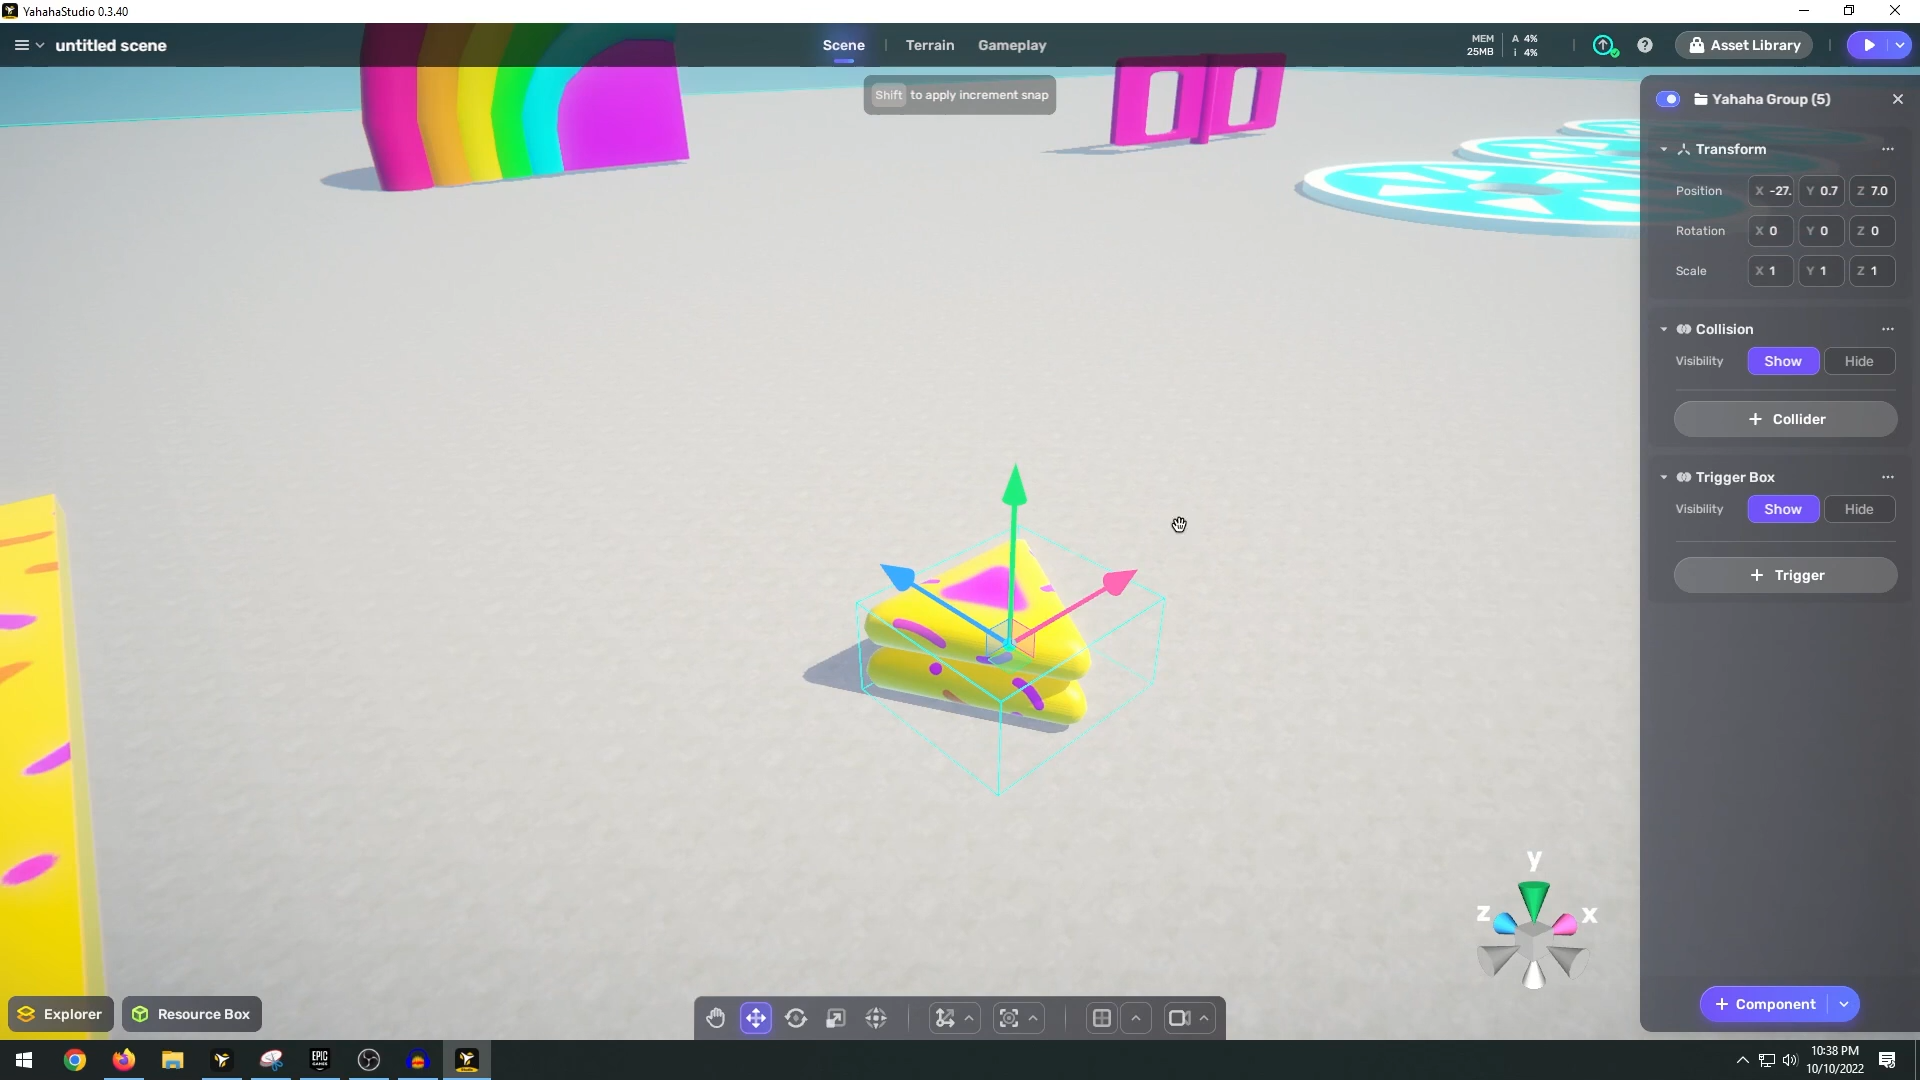 YahahaStudio 0.3.40
untitled scene
Scene
Terrain
Gameplay
MEM
25MB
A 4%
i 4%
Asset Library
Shift to apply increment snap
Yahaha Group (5)
Transform
Position X -27. Y 0.7 Z 7.0
Rotation X 0 Y 0 Z 0
Scale X 1 Y 1 Z 1
Collision
Visibility Show Hide
+ Collider
Trigger Box
Visibility Show Hide
+ Trigger
y
z
x
+ Component
Explorer
Resource Box
EPIC
GAMES
Studio
10:38 PM
10/10/2022